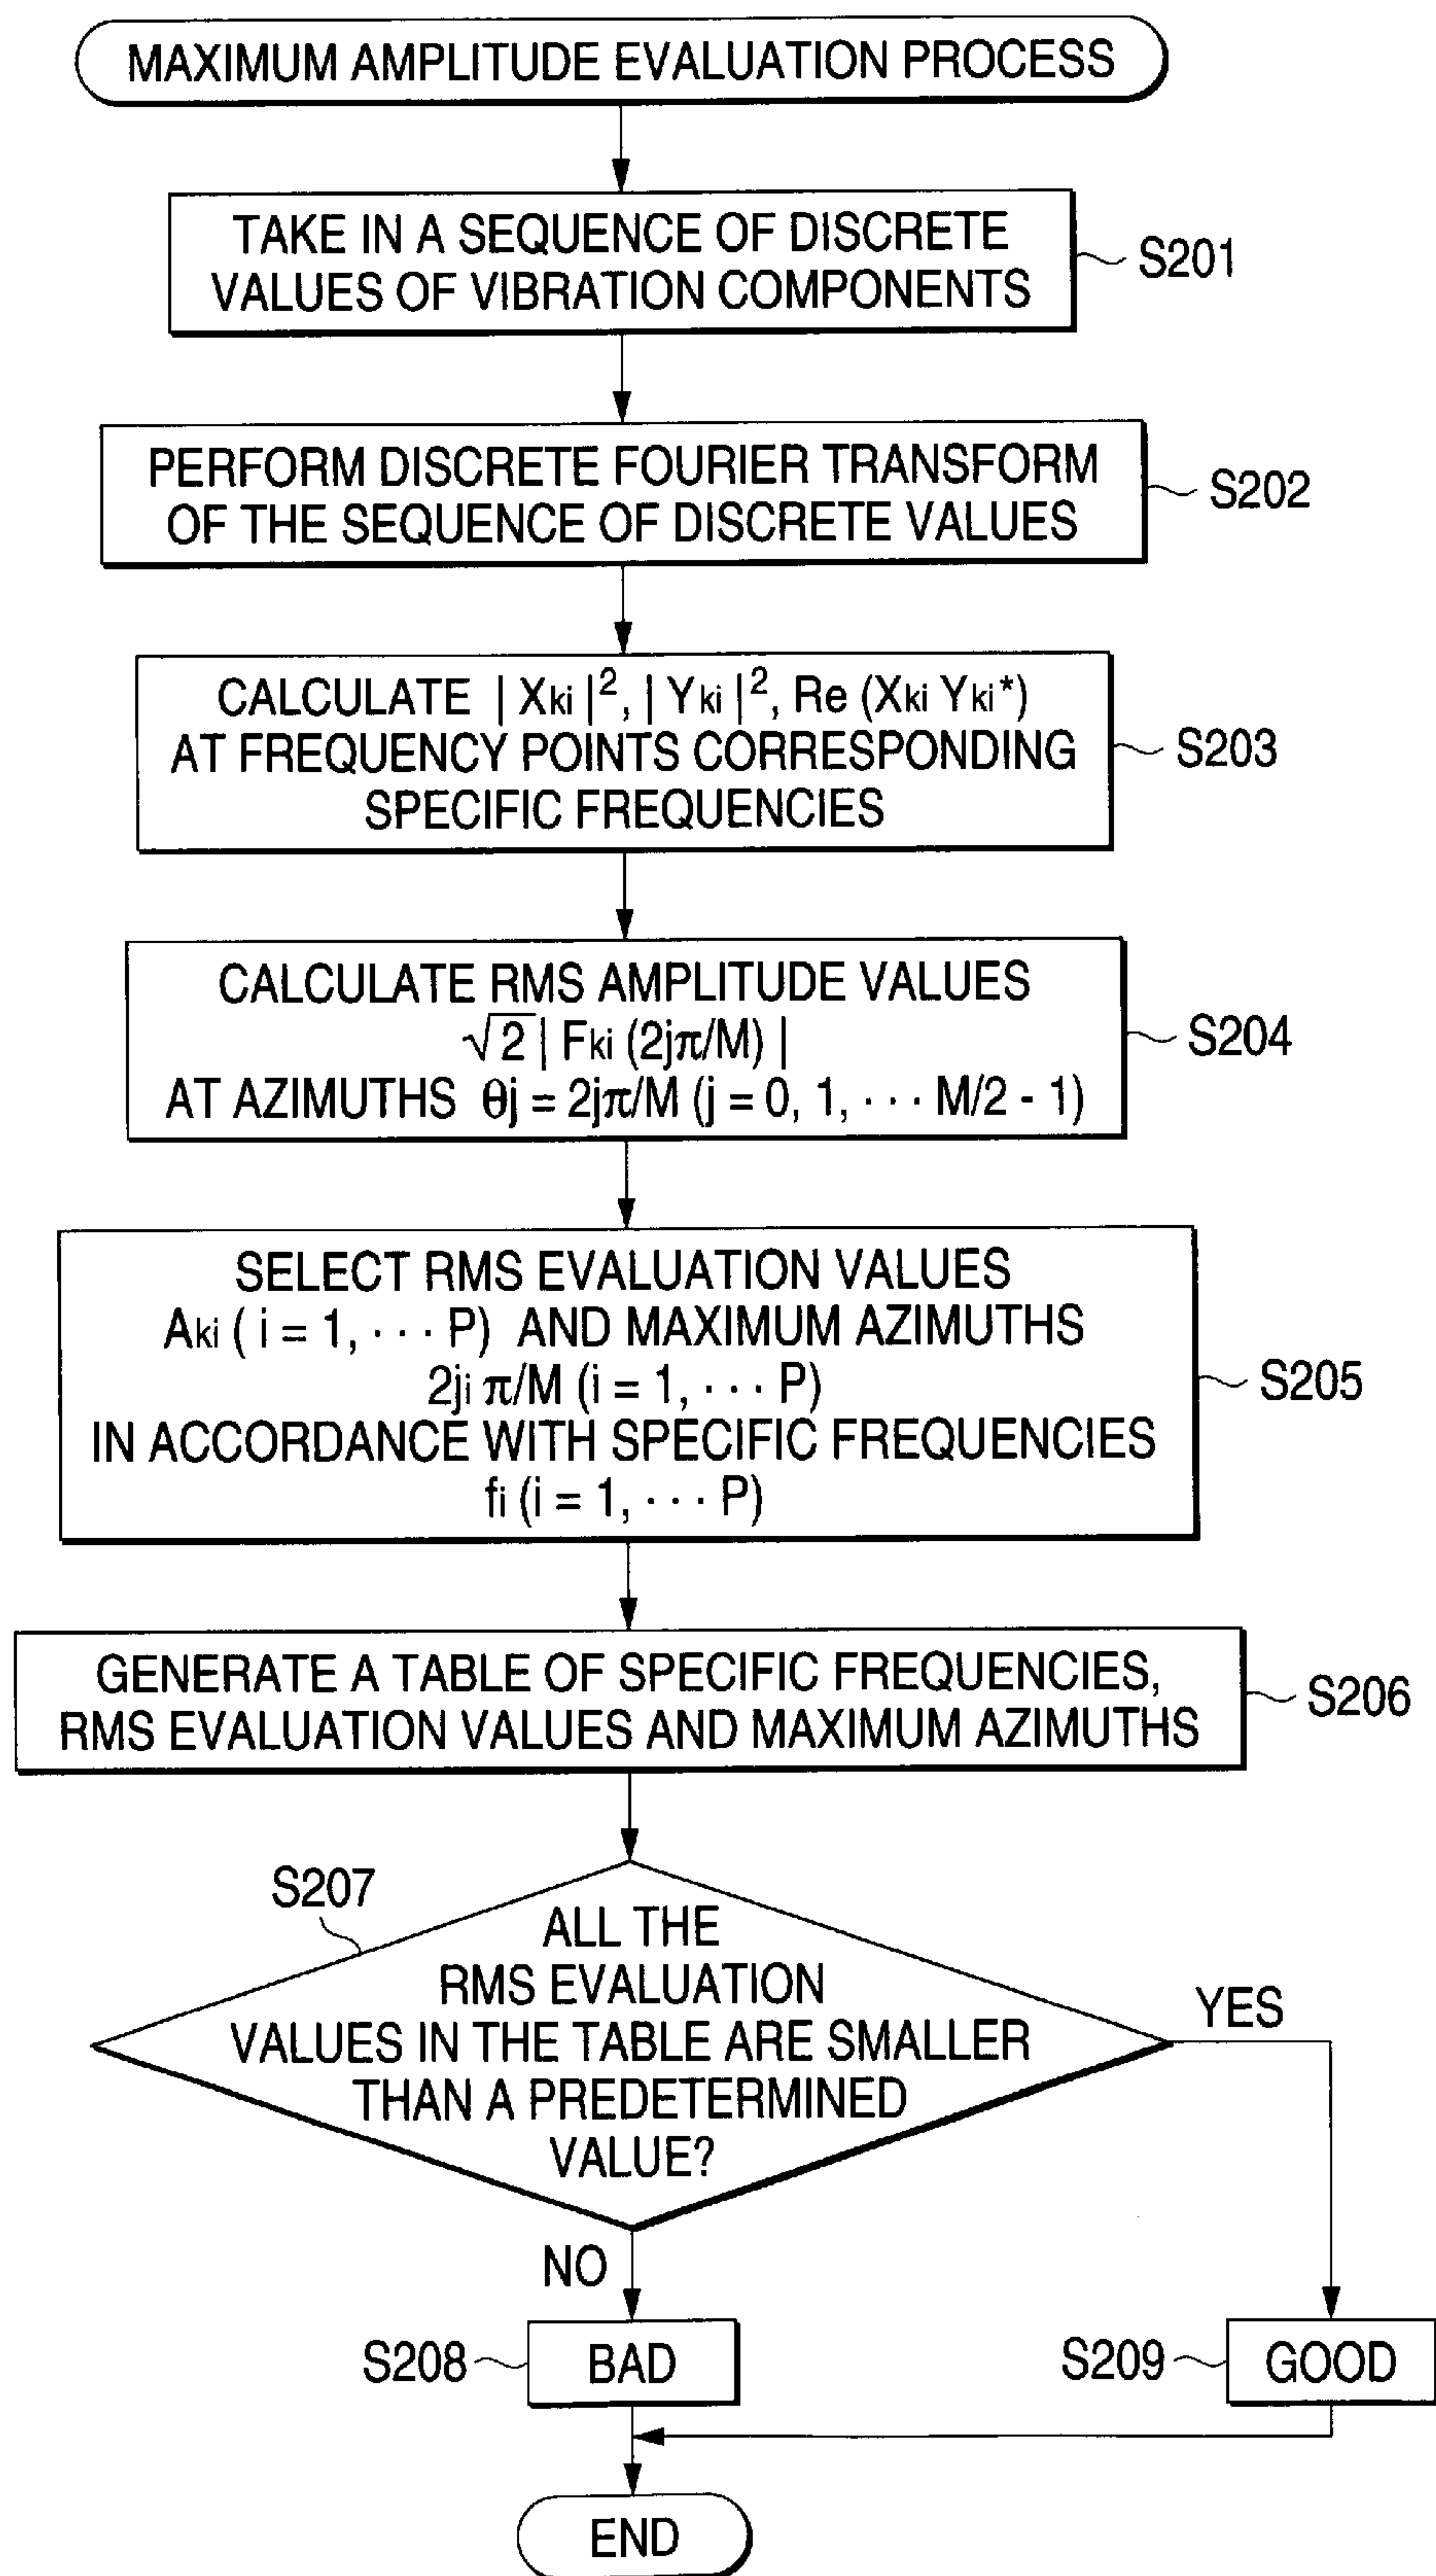 MAXIMUM AMPLITUDE EVALUATION PROCESS
TAKE IN A SEQUENCE OF DISCRETE
VALUES OF VIBRATION COMPONENTS
S201
PERFORM DISCRETE FOURIER TRANSFORM
OF THE SEQUENCE OF DISCRETE VALUES
S202
CALCULATE | Xki |², | Yki |², Re (Xki Yki*)
AT FREQUENCY POINTS CORRESPONDING
SPECIFIC FREQUENCIES
S203
CALCULATE RMS AMPLITUDE VALUES
√2 | Fki (2jπ/M) |
AT AZIMUTHS θj = 2jπ/M (j = 0, 1, · · · M/2 - 1)
S204
SELECT RMS EVALUATION VALUES
Aki ( i = 1, · · · P) AND MAXIMUM AZIMUTHS
2ji π/M (i = 1, · · · P)
IN ACCORDANCE WITH SPECIFIC FREQUENCIES
fi (i = 1, · · · P)
S205
GENERATE A TABLE OF SPECIFIC FREQUENCIES,
RMS EVALUATION VALUES AND MAXIMUM AZIMUTHS
S206
S207
ALL THE
RMS EVALUATION
VALUES IN THE TABLE ARE SMALLER
THAN A PREDETERMINED
VALUE?
YES
NO
S208
BAD
S209
GOOD
END